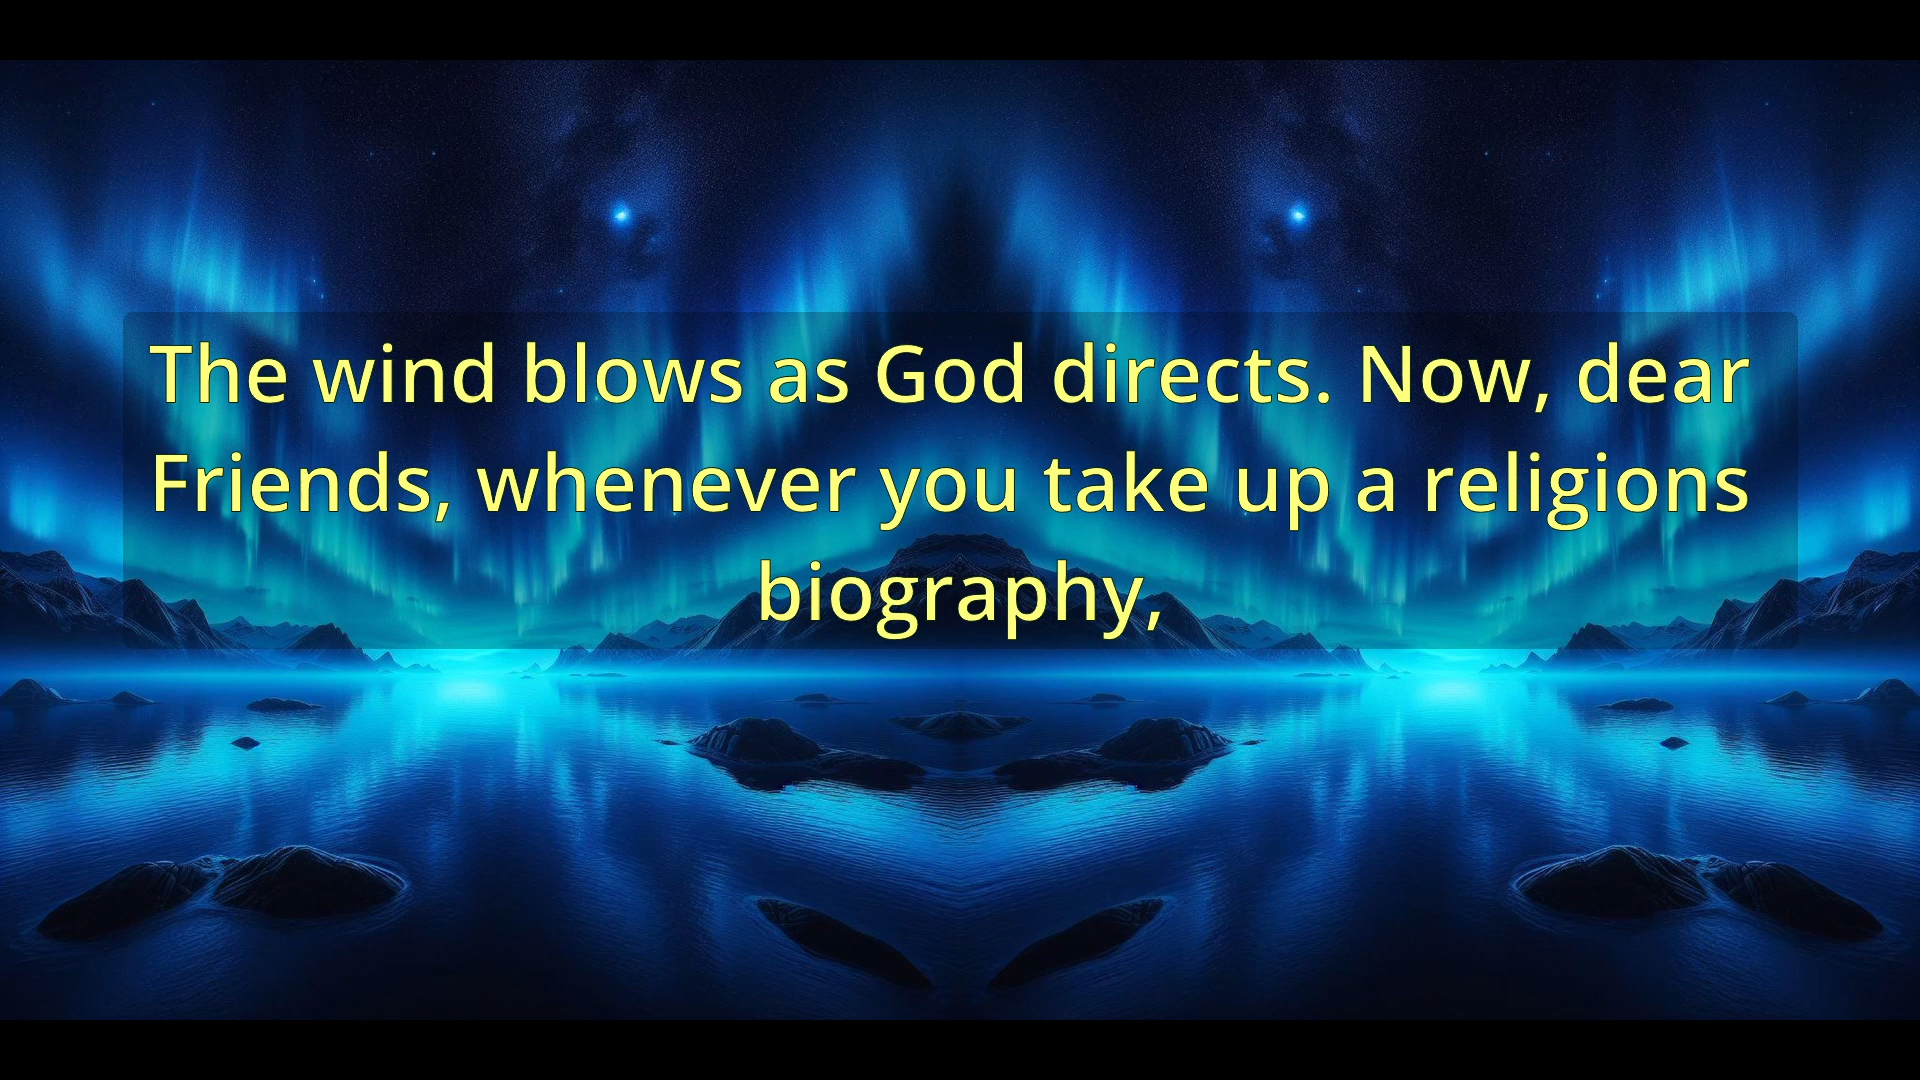 The wind blows as God directs. Now, dear
Friends, whenever you take up a religions
biography,